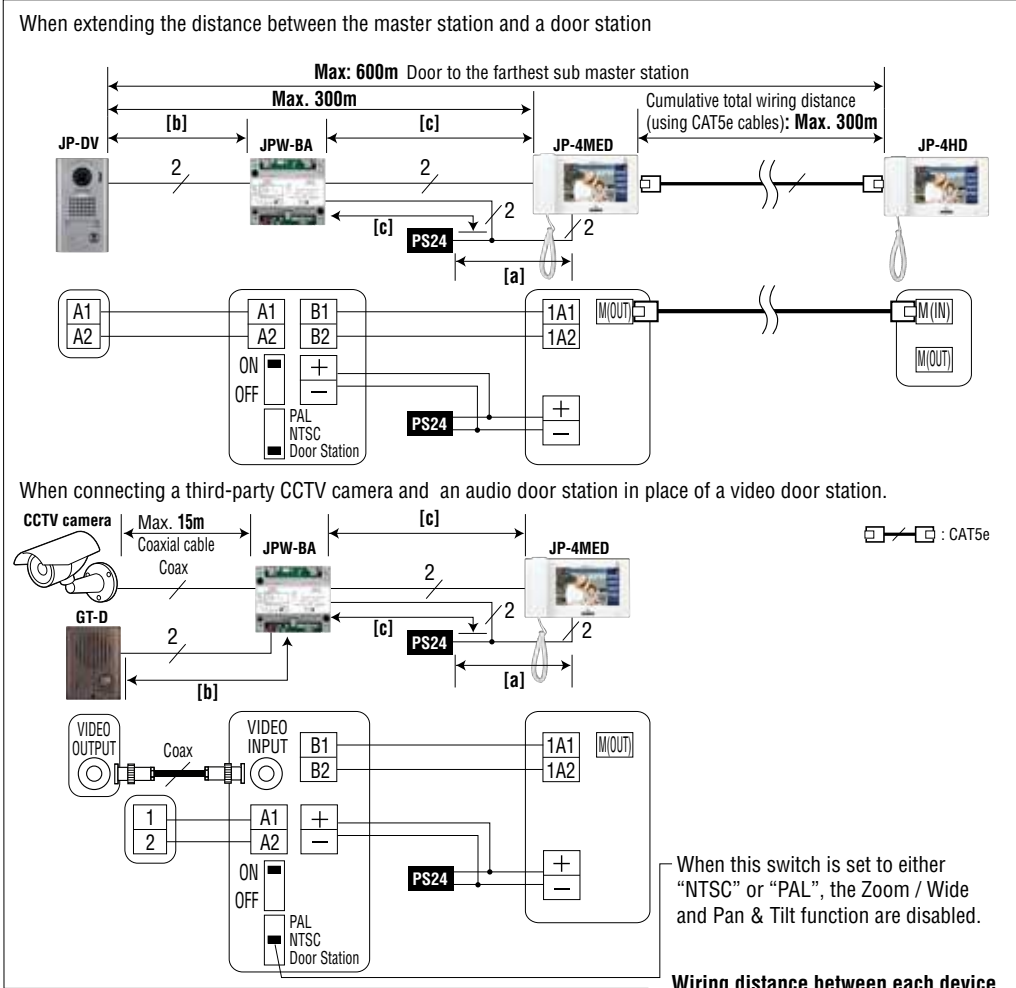 When extending the distance between the master station and a door station
Max: 600m Door to the farthest sub master station
Max. 300m
Cumulative total wiring distance
(using CAT5e cables): Max. 300m
[b]
[c]
JP-DV
JPW-BA
JP-4MED
JP-4HD
2
2
2
[c]
PS24
2
[a]
A1
A2
A1
A2
B1
B2
1A1
1A2
M(OUT)
M(IN)
M(OUT)
ON
OFF
+
−
PAL
NTSC
Door Station
PS24
+
−
When connecting a third-party CCTV camera and an audio door station in place of a video door station.
CCTV camera
Max. 15m
Coaxial cable
Coax
[c]
JPW-BA
JP-4MED
: CAT5e
2
GT-D
2
2
[c]
PS24
2
[b]
[a]
VIDEO
OUTPUT
Coax
VIDEO
INPUT
B1
B2
1A1
1A2
M(OUT)
1
2
A1
A2
+
−
ON
OFF
PS24
+
−
PAL
NTSC
Door Station
When this switch is set to either
“NTSC” or “PAL”, the Zoom / Wide
and Pan & Tilt function are disabled.
Wiring distance between each device